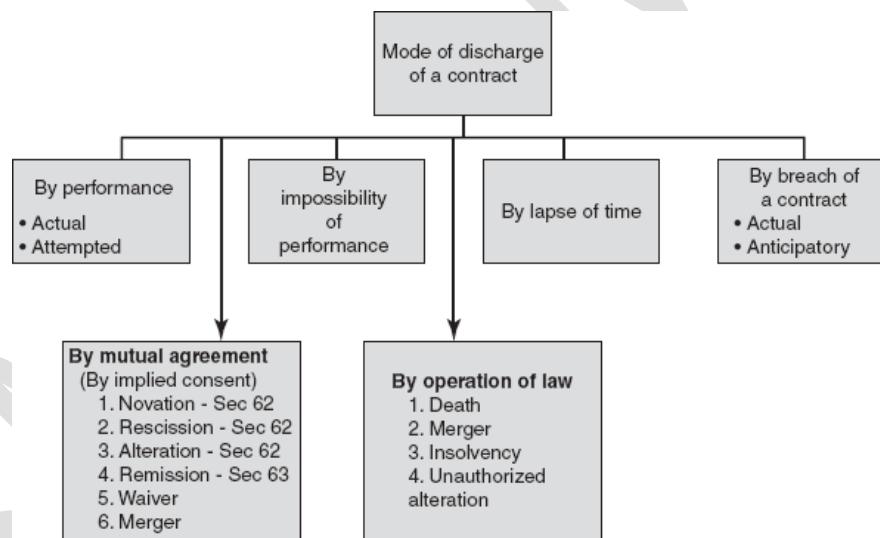 Mode of discharge
of a contract
By performance
• Actual
• Attempted
By
impossibility
of
performance
By lapse of time
By breach of
a contract
• Actual
• Anticipatory
By mutual agreement
(By implied consent)
1. Novation - Sec 62
2. Rescission - Sec 62
3. Alteration - Sec 62
4. Remission - Sec 63
5. Waiver
6. Merger
By operation of law
1. Death
2. Merger
3. Insolvency
4. Unauthorized
alteration